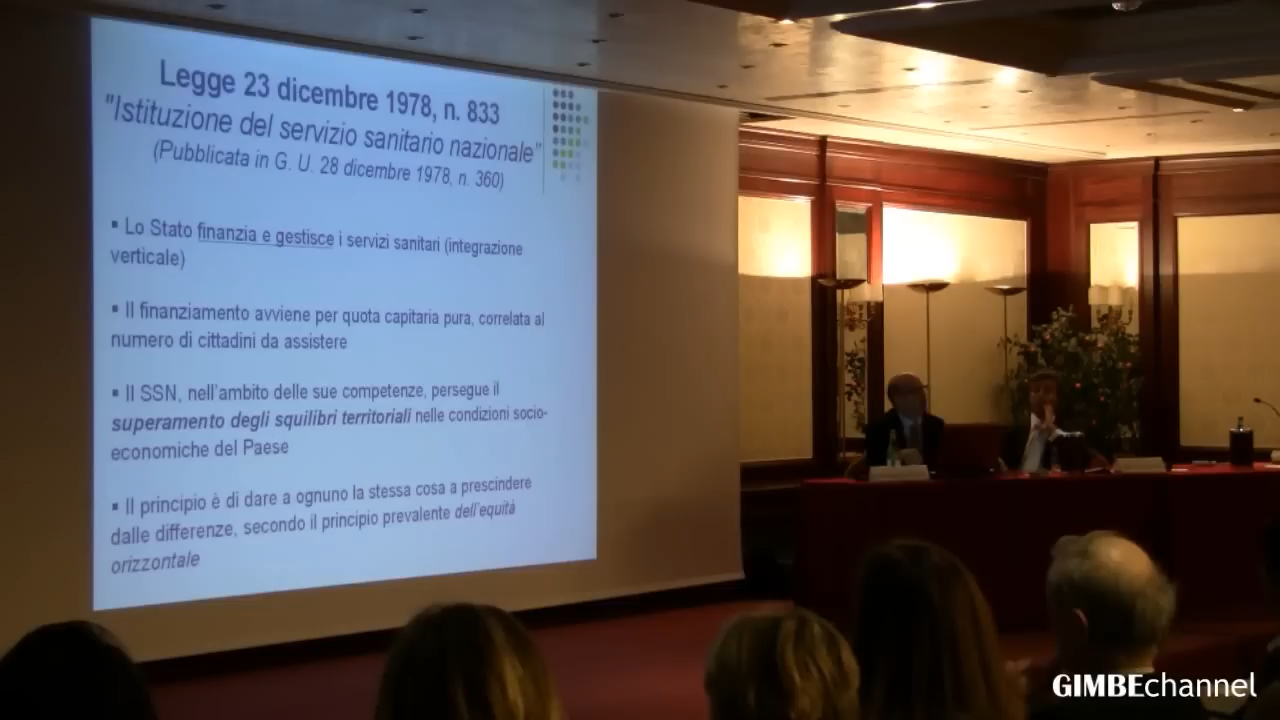 Legge 23 dicembre 1978, n. 833
"Istituzione del servizio sanitario nazionale"
(Pubblicata in G. U. 28 dicembre 1978, n. 360)
▪ Lo Stato finanzia e gestisce i servizi sanitari (integrazione
verticale)
▪ Il finanziamento avviene per quota capitaria pura, correlata al
numero di cittadini da assistere
▪ Il SSN, nell'ambito delle sue competenze, persegue il
superamento degli squilibri territoriali nelle condizioni socio-
economiche del Paese
▪ Il principio è di dare a ognuno la stessa cosa a prescindere
dalle differenze, secondo il principio prevalente dell'equità
orizzontale
GIMBEchannel